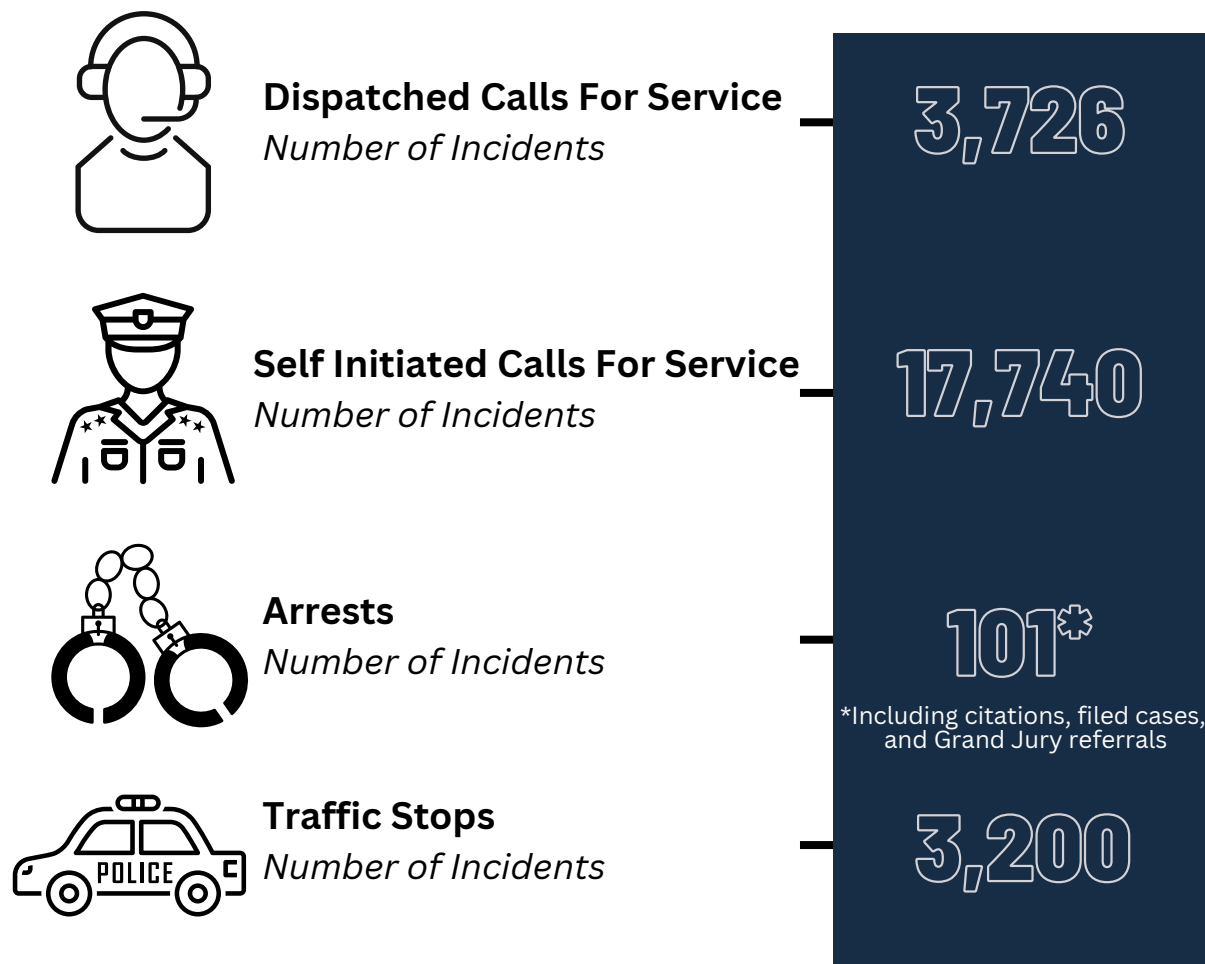 Dispatched Calls For Service
Number of Incidents
3,726
Self Initiated Calls For Service
Number of Incidents
17,740
Arrests
Number of Incidents
101*
*Including citations, filed cases,
and Grand Jury referrals
Traffic Stops
Number of Incidents
3,200
POLICE